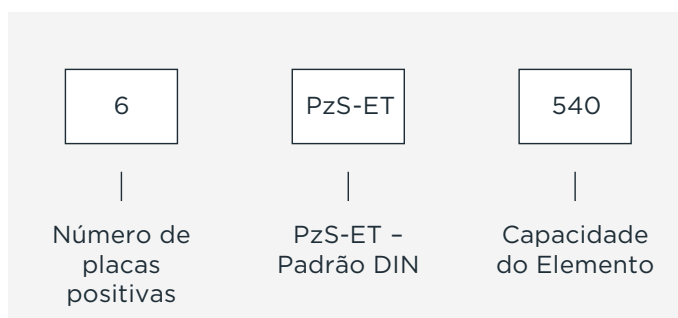 6
PzS-ET
540
Número de
placas
positivas
PzS-ET –
Padrão DIN
Capacidade
do Elemento